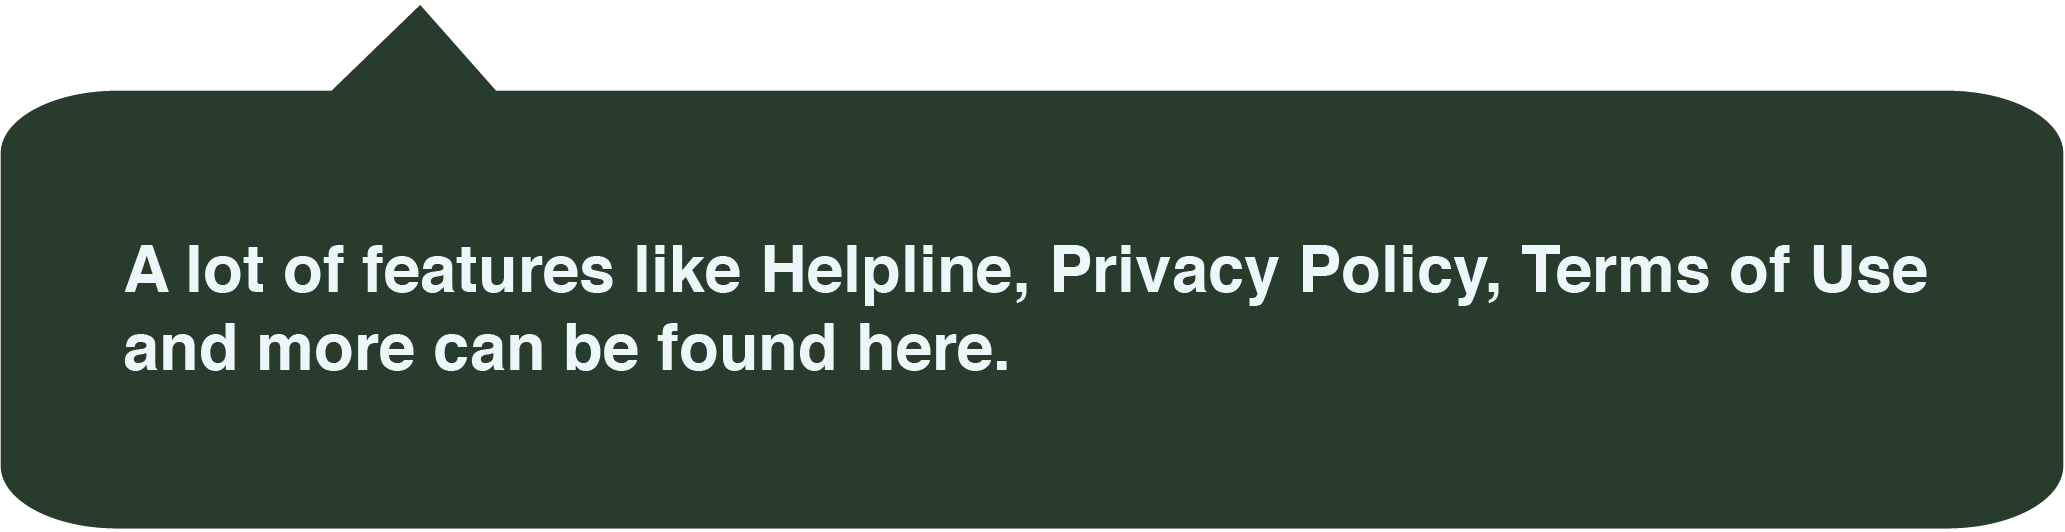 A lot of features like Helpline, Privacy Policy, Terms of Use
and more can be found here.